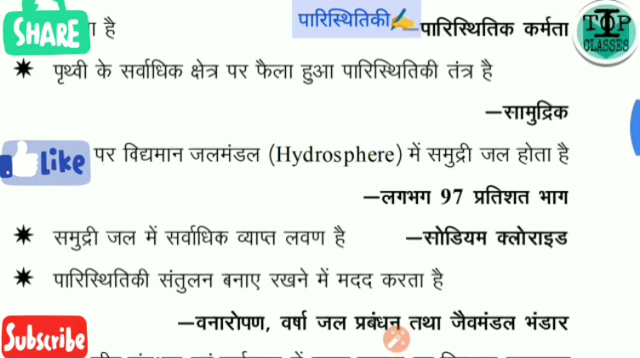 SHARE ा है पारिस्थितिकी —पारिस्थितिक कर्मता TOP CLASSES
* पृथ्वी के सर्वाधिक क्षेत्र पर फैला हुआ पारिस्थितिकी तंत्र है
—सामुद्रिक
Like पर विद्यमान जलमंडल (Hydrosphere) में समुद्री जल होता है
—लगभग 97 प्रतिशत भाग
* समुद्री जल में सर्वाधिक व्याप्त लवण है —सोडियम क्लोराइड
* पारिस्थितिकी संतुलन बनाए रखने में मदद करता है
Subscribe —वनारोपण, वर्षा जल प्रबंधन तथा जैवमंडल भंडार